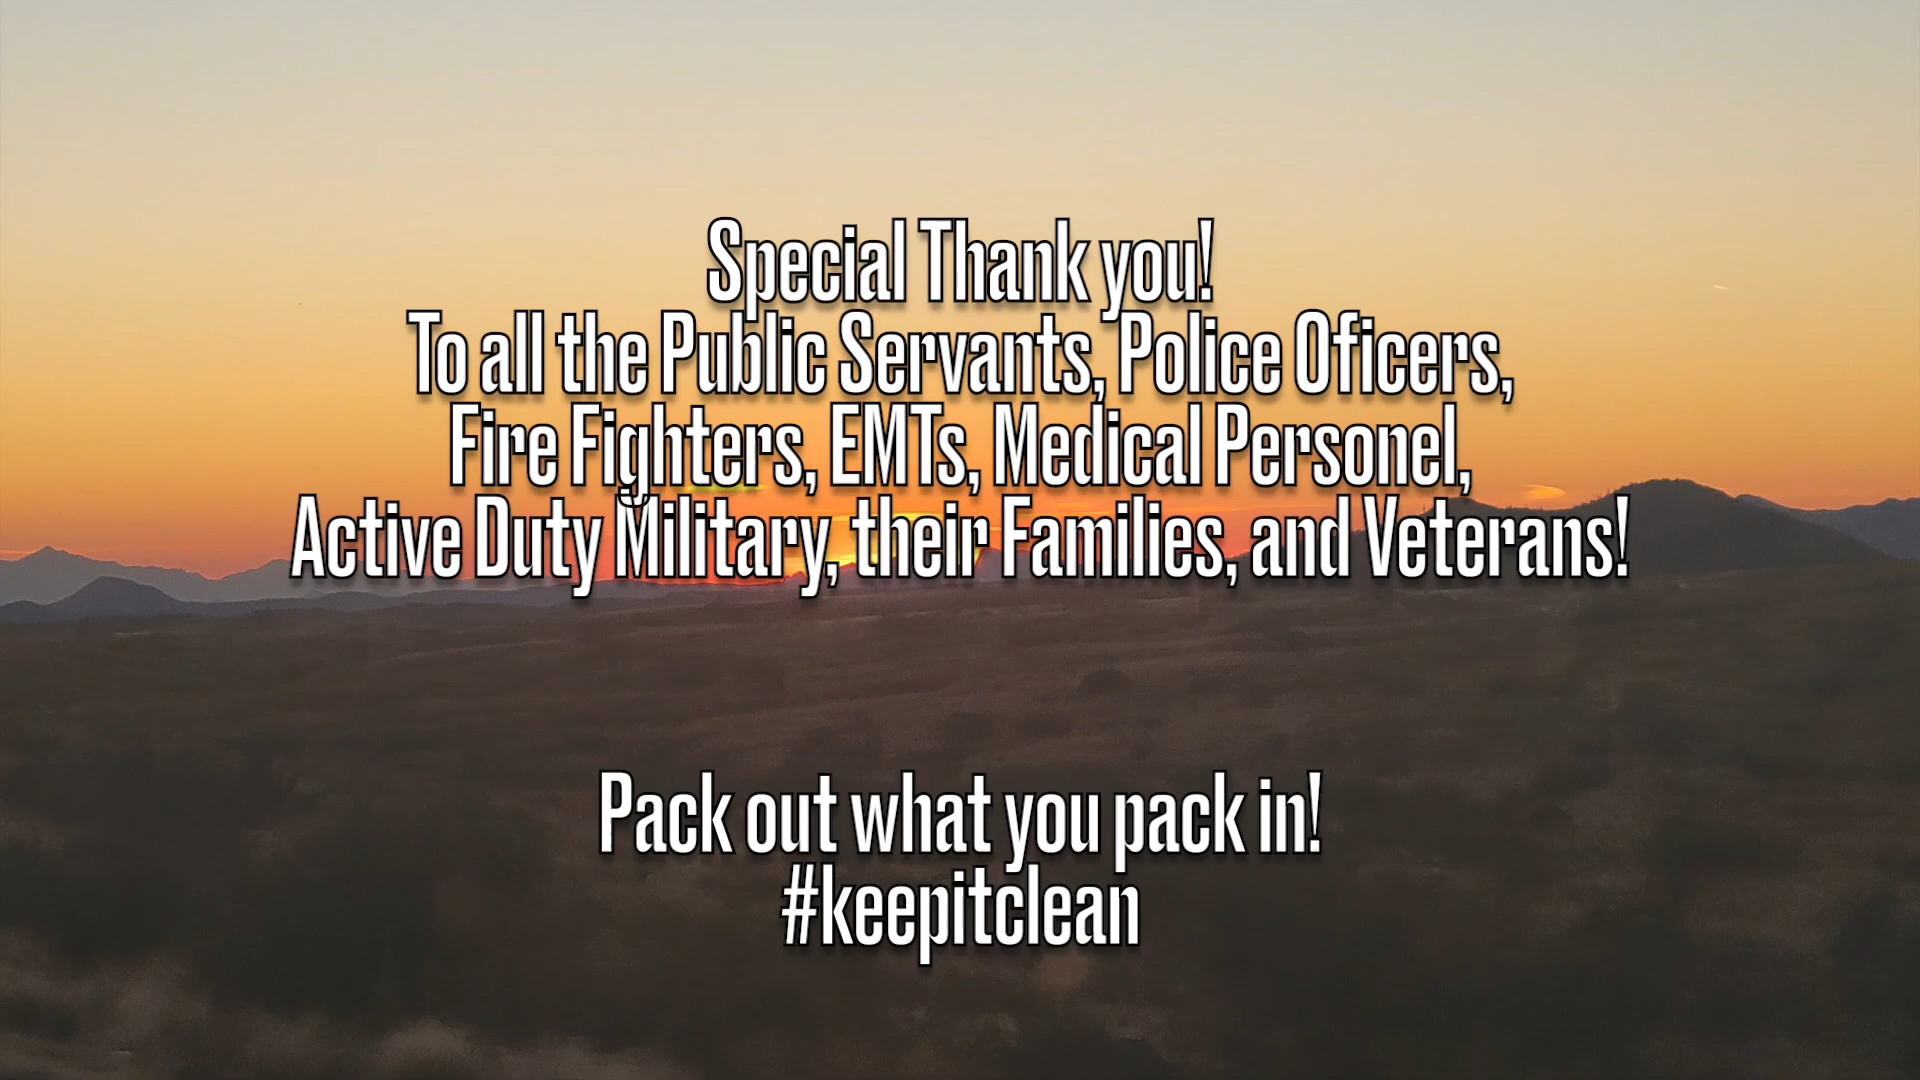 Special Thank you!
To all the Public Servants, Police Oficers,
Fire Fighters, EMTs, Medical Personel,
Active Duty Military, their Families, and Veterans!
Pack out what you pack in!
#keepitclean